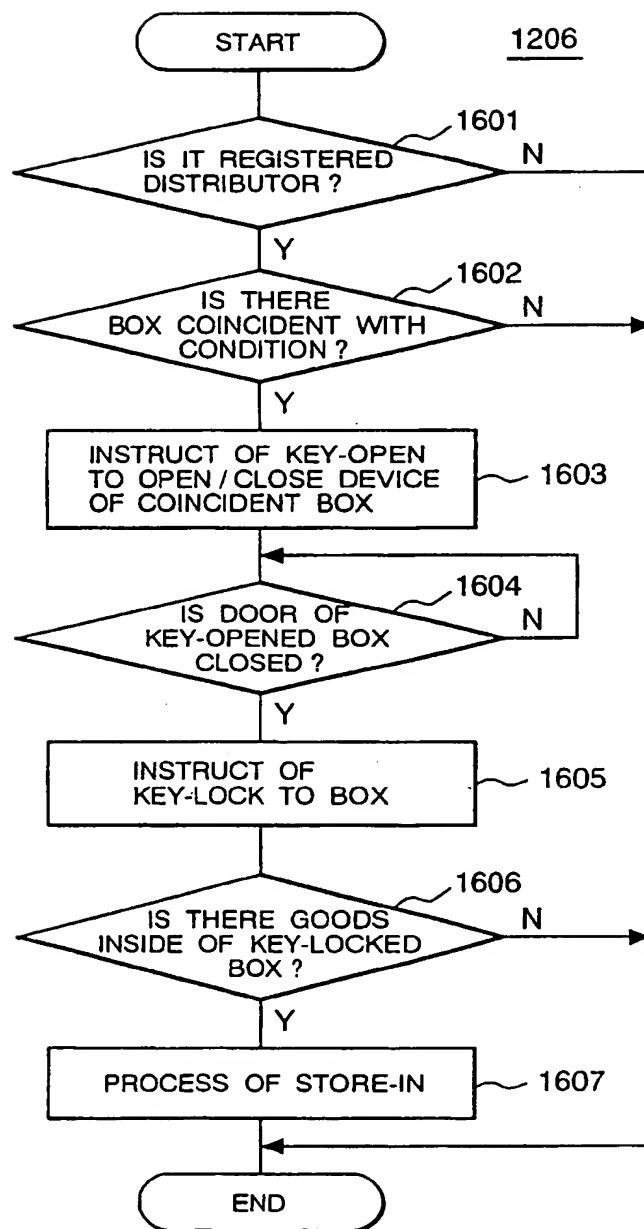 START
1206
1601
IS IT REGISTERED
DISTRIBUTOR ?
N
Y
1602
IS THERE
BOX COINCIDENT WITH
CONDITION ?
N
Y
INSTRUCT OF KEY-OPEN
TO OPEN / CLOSE DEVICE
OF COINCIDENT BOX
1603
1604
IS DOOR OF
KEY-OPENED BOX
CLOSED ?
N
Y
INSTRUCT OF
KEY-LOCK TO BOX
1605
1606
IS THERE GOODS
INSIDE OF KEY-LOCKED
BOX ?
N
Y
PROCESS OF STORE-IN
1607
END